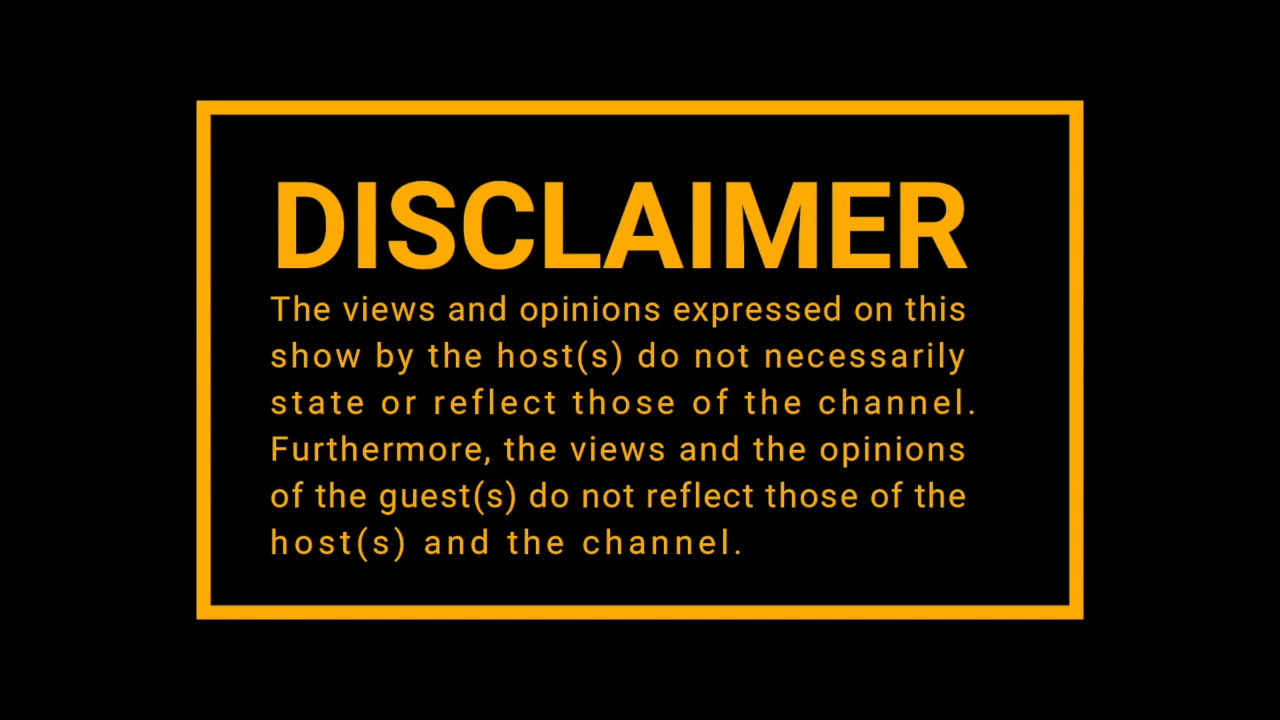 DISCLAIMER
The views and opinions expressed on this
show by the host(s) do not necessarily
state or reflect those of the channel.
Furthermore, the views and the opinions
of the guest(s) do not reflect those of the
host(s) and the channel.